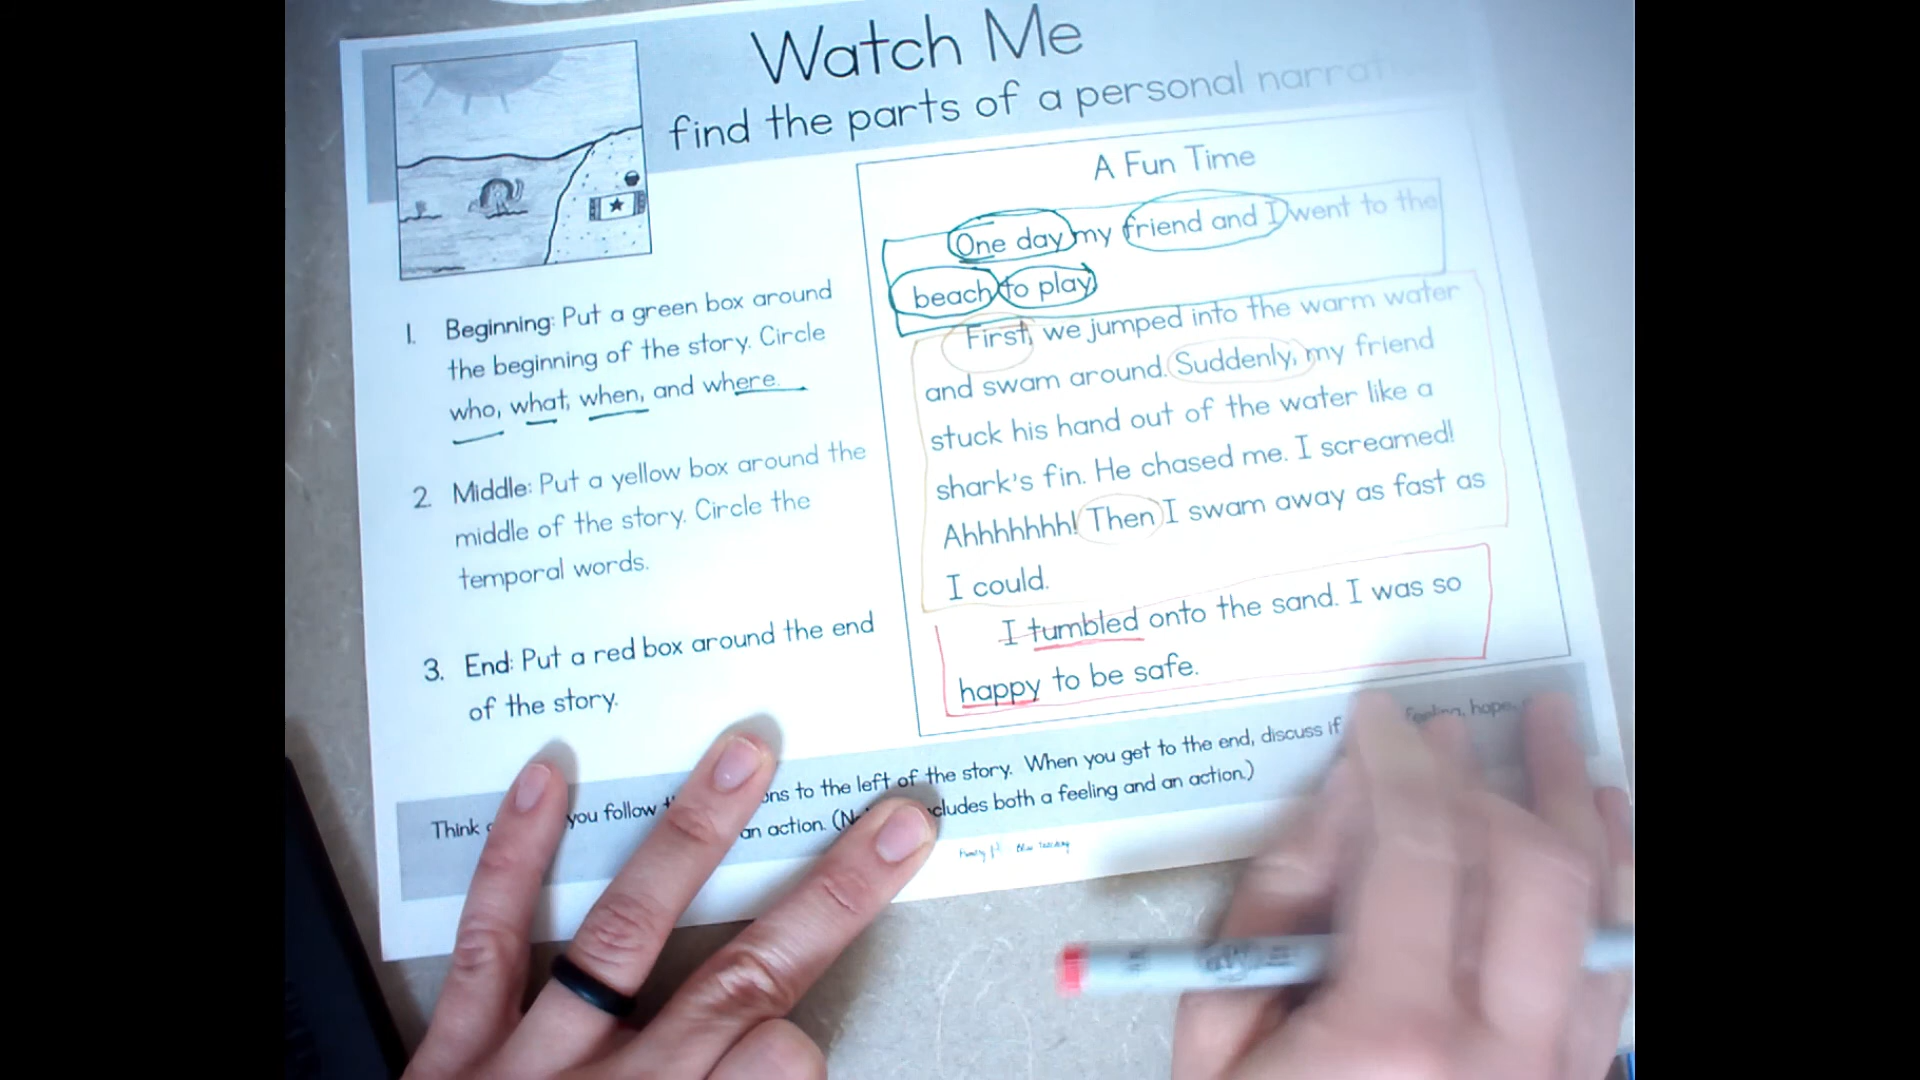 Watch Me
find the parts of a personal narrat
A Fun Time
One day my friend and I went to the
beach to play
First, we jumped into the warm water
and swam around. Suddenly, my friend
stuck his hand out of the water like a
shark's fin. He chased me. I screamed!
Ahhhhhhh! Then I swam away as fast as
I could.
I tumbled onto the sand. I was so
happy to be safe.
1. Beginning: Put a green box around
the beginning of the story. Circle
who, what, when, and where.
2. Middle: Put a yellow box around the
middle of the story. Circle the
temporal words.
3. End: Put a red box around the end
of the story.
Think you follow ons to the left of the story. When you get to the end, discuss if feeling, hope,
an action. cludes both a feeling and an action.)